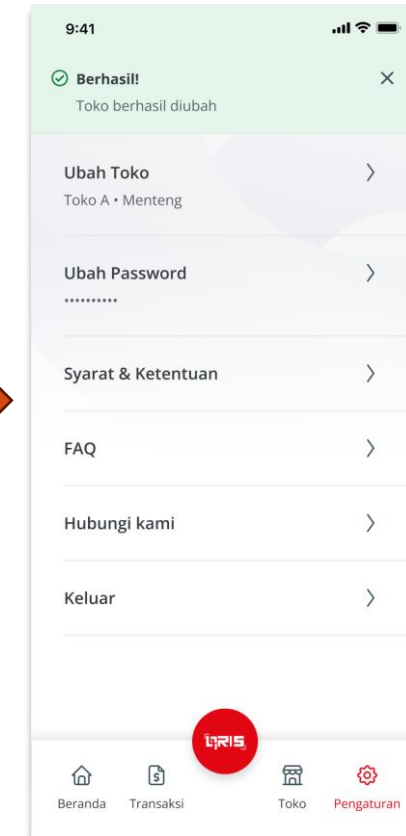 9:41
Berhasil!
Toko berhasil diubah
Ubah Toko
Toko A • Menteng
Ubah Password
••••••••••
Syarat & Ketentuan
FAQ
Hubungi kami
Keluar
QRIS
Beranda
Transaksi
Toko
Pengaturan